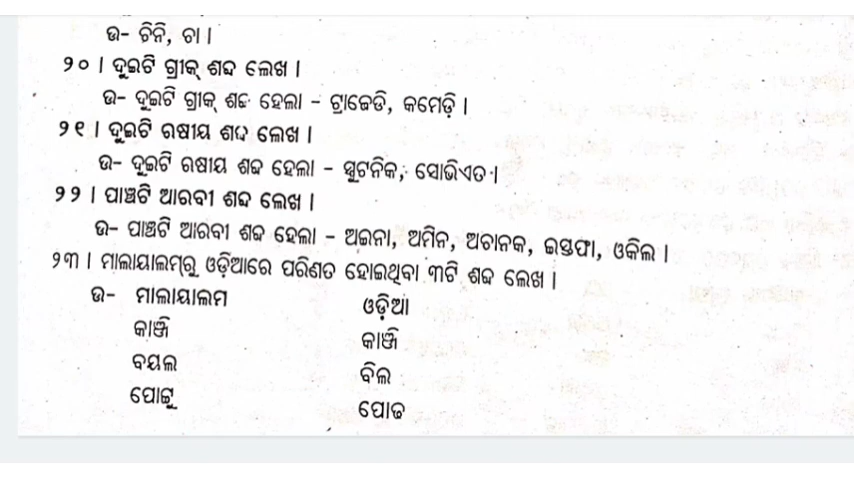 ଉ- ଚିନି, ଚା ।
୨୦ । ଦୁଇଟି ଗ୍ରୀକ୍ ଶବ୍ଦ ଲେଖ ।
ଉ- ଦୁଇଟି ଗ୍ରୀକ୍ ଶବ୍ଦ ହେଲା - ଟ୍ରାଜେଡି, କମେଡ଼ି ।
୨୧ । ଦୁଇଟି ଋଷୀୟ ଶବ୍ଦ ଲେଖ ।
ଉ- ଦୁଇଟି ଋଷୀୟ ଶବ୍ଦ ହେଲା - ସ୍ପୁଟନିକ, ସୋଭିଏତ ।
୨୨ । ପାଞ୍ଚଟି ଆରବୀ ଶବ୍ଦ ଲେଖ ।
ଉ- ପାଞ୍ଚଟି ଆରବୀ ଶବ୍ଦ ହେଲା - ଅଇନା, ଅମିନ, ଅଚାନକ, ଇସ୍ତଫା, ଓକିଲ ।
୨୩ । ମାଲାୟାଲମ୍‌ରୁ ଓଡ଼ିଆରେ ପରିଣତ ହୋଇଥିବା ୩ଟି ଶବ୍ଦ ଲେଖ ।
ଉ- ମାଲାୟାଲମ ଓଡ଼ିଆ
କାଞ୍ଜି କାଞ୍ଜି
ବୟଲ ବିଲ
ପୋଟ୍ଟୁ ପୋଢ